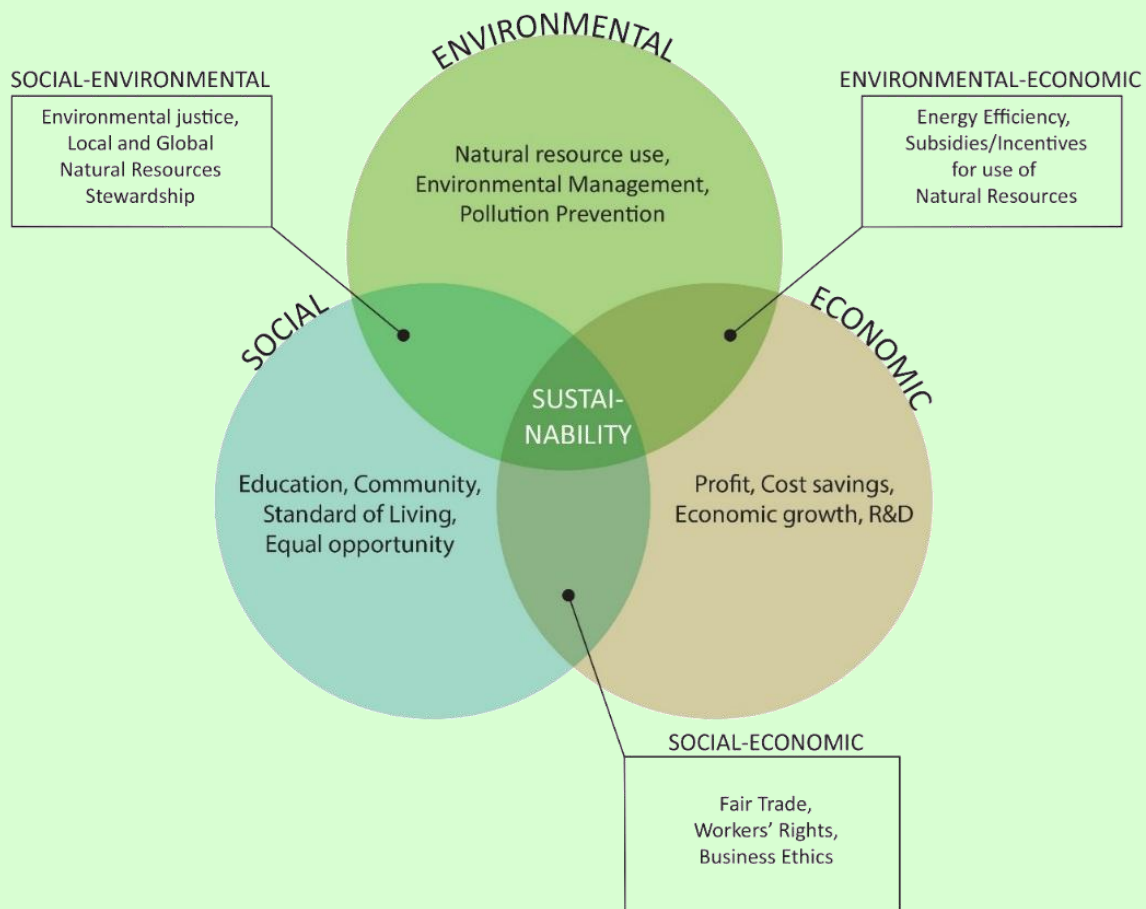 ENVIRONMENTAL
SOCIAL-ENVIRONMENTAL
Environmental justice,
Local and Global
Natural Resources
Stewardship
ENVIRONMENTAL-ECONOMIC
Energy Efficiency,
Subsidies/Incentives
for use of
Natural Resources
Natural resource use,
Environmental Management,
Pollution Prevention
SOCIAL
ECONOMIC
SUSTAI-
NABILITY
Education, Community,
Standard of Living,
Equal opportunity
Profit, Cost savings,
Economic growth, R&D
SOCIAL-ECONOMIC
Fair Trade,
Workers’ Rights,
Business Ethics